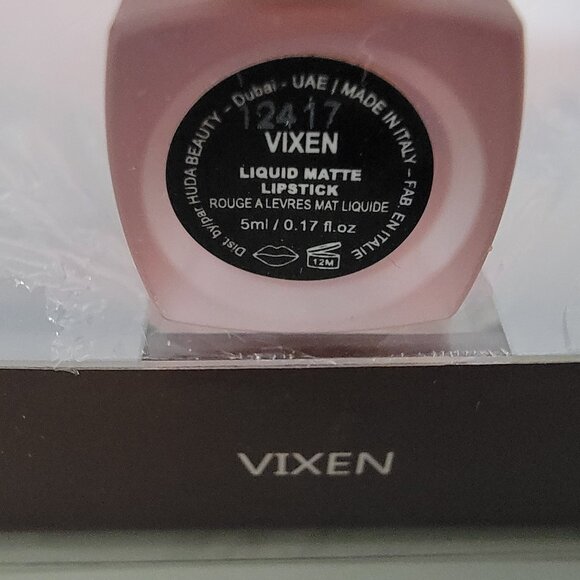 Dist. by/par HUDA BEAUTY - Dubai - UAE | MADE IN ITALY - FAB. EN ITALIE
12417
VIXEN
LIQUID MATTE
LIPSTICK
ROUGE A LEVRES MAT LIQUIDE
5ml / 0.17 fl.oz
12M
VIXEN